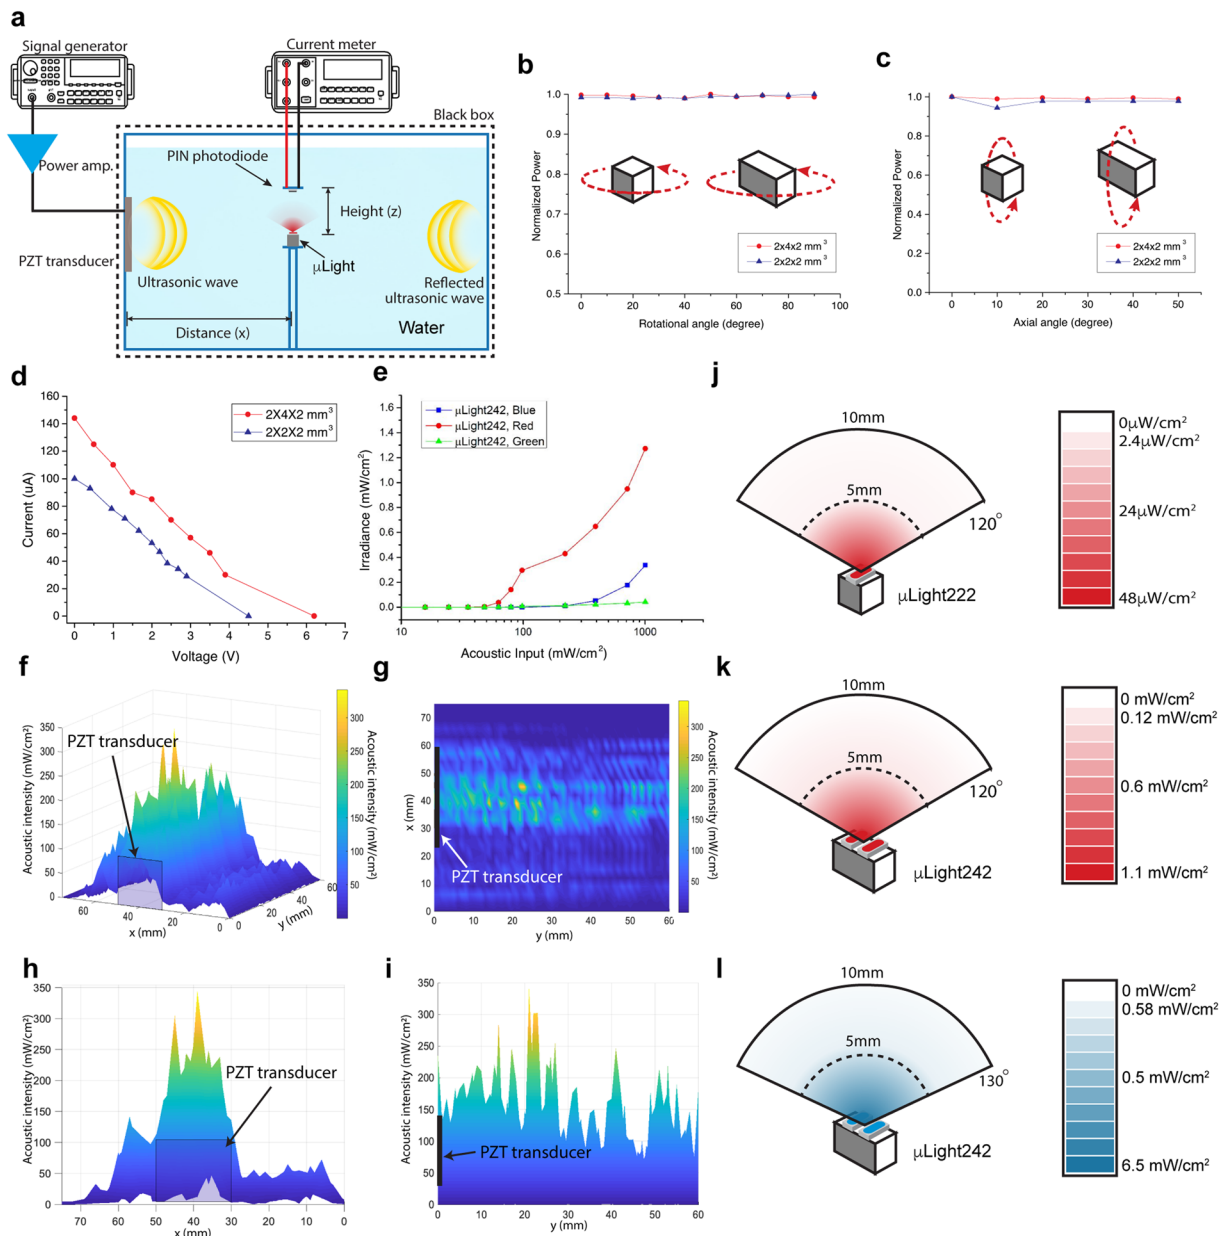 a
Signal generator
Current meter
Black box
PIN photodiode
Power amp.
Height (z)
PZT transducer
μLight
Ultrasonic wave
Reflected
ultrasonic wave
Distance (x)
Water
b
Normalized Power
1.0
0.9
0.8
0.7
0.6
0.5
2x4x2 mm³
2x2x2 mm³
0 20 40 60 80 100
Rotational angle (degree)
c
Normalized Power
1.0
0.8
0.6
0.4
0.2
0.0
2x4x2 mm³
2x2x2 mm³
0 10 20 30 40 50
Axial angle (degree)
d
Current (uA)
160
140
120
100
80
60
40
20
0
2X4X2 mm³
2X2X2 mm³
0 1 2 3 4 5 6 7
Voltage (V)
e
Irradiance (mW/cm²)
1.6
1.4
1.2
1.0
0.8
0.6
0.4
0.2
0.0
μLight242, Blue
μLight242, Red
μLight242, Green
10 100 1000
Acoustic Input (mW/cm²)
j
10mm
5mm
120°
μLight222
0μW/cm²
2.4μW/cm²
24μW/cm²
48μW/cm²
f
Acoustic intensity (mW/cm²)
350
300
250
200
150
100
50
0
PZT transducer
60 40 20 0
x (mm)
0 20 40 60
y (mm)
300
250
200
150
100
50
Acoustic intensity (mW/cm²)
g
x (mm)
70
60
50
40
30
20
10
0
PZT transducer
0 10 20 30 40 50 60
y (mm)
300
250
200
150
100
50
Acoustic intensity (mW/cm²)
k
10mm
5mm
120°
μLight242
0 mW/cm²
0.12 mW/cm²
0.6 mW/cm²
1.1 mW/cm²
h
Acoustic intensity (mW/cm²)
350
300
250
200
150
100
50
0
PZT transducer
70 60 50 40 30 20 10 0
x (mm)
i
Acoustic intensity (mW/cm²)
350
300
250
200
150
100
50
0
PZT transducer
0 10 20 30 40 50 60
y (mm)
l
10mm
5mm
130°
μLight242
0 mW/cm²
0.58 mW/cm²
0.5 mW/cm²
6.5 mW/cm²